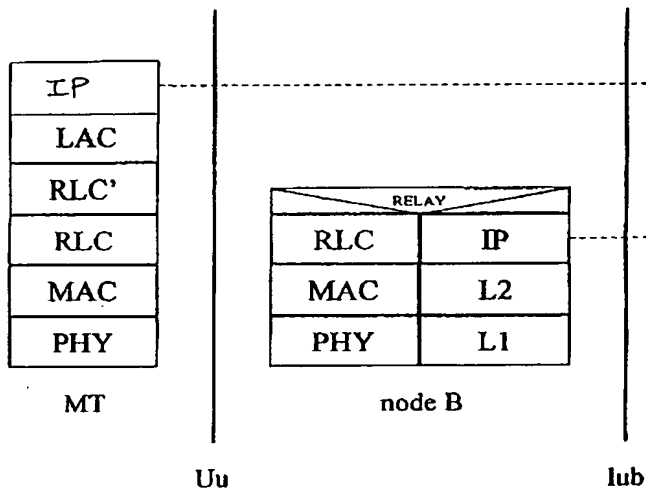 IP
LAC
RLC'
RLC
MAC
PHY
MT
Uu
RELAY
RLC IP
MAC L2
PHY L1
node B
Iub